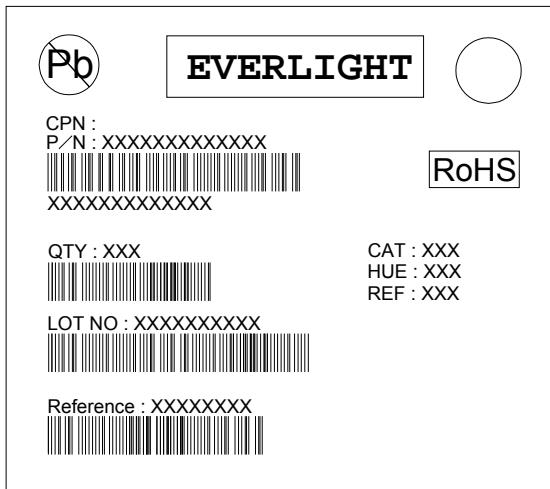 Pb
EVERLIGHT
CPN :
P/N : XXXXXXXXXXXXX
RoHS
XXXXXXXXXXXXX
QTY : XXX
CAT : XXX
HUE : XXX
REF : XXX
LOT NO : XXXXXXXXXX
Reference : XXXXXXXX